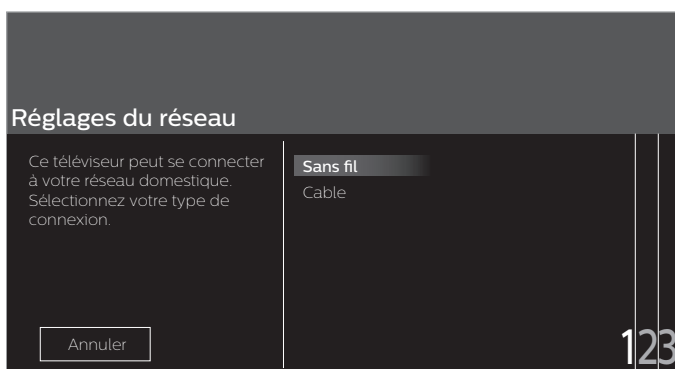 Réglages du réseau
Ce téléviseur peut se connecter
à votre réseau domestique.
Sélectionnez votre type de
connexion.
Sans fil
Cable
Annuler
123